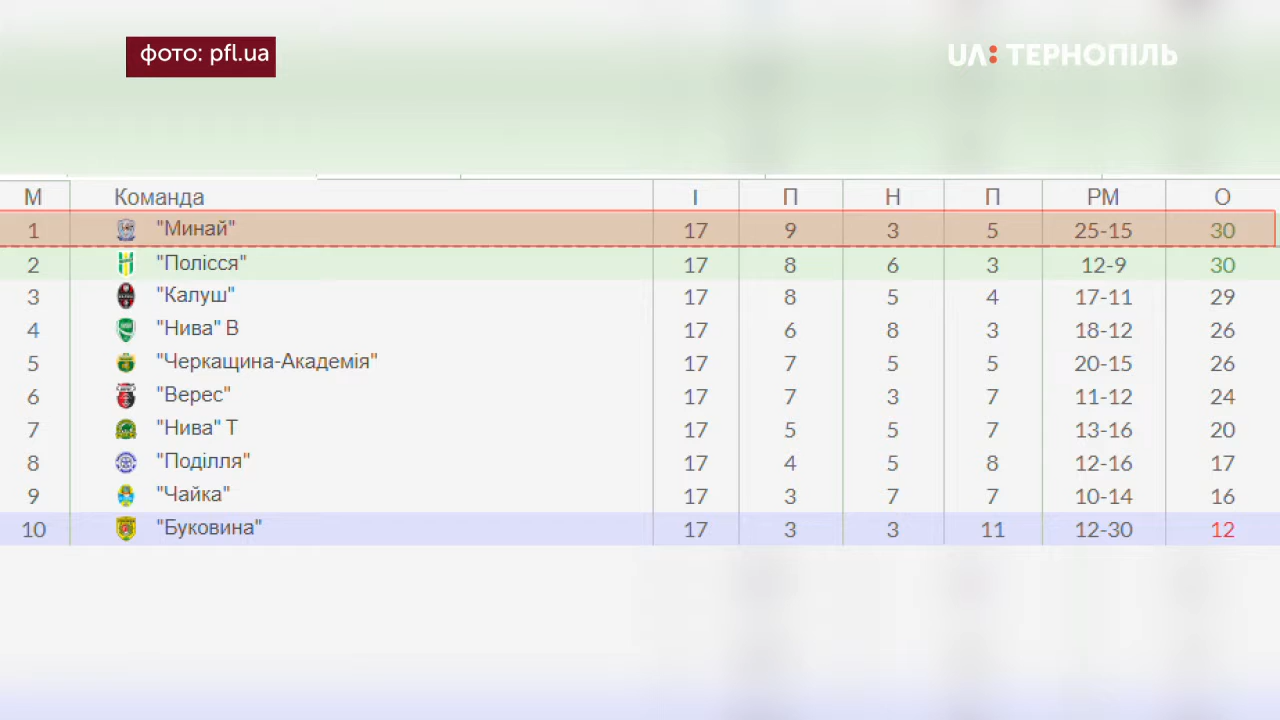 фото: pfl.ua
UA: ТЕРНОПІЛЬ
М Команда І П Н П РМ О
1 "Минай" 17 9 3 5 25-15 30
2 "Полісся" 17 8 6 3 12-9 30
3 "Калуш" 17 8 5 4 17-11 29
4 "Нива" В 17 6 8 3 18-12 26
5 "Черкащина-Академія" 17 7 5 5 20-15 26
6 "Верес" 17 7 3 7 11-12 24
7 "Нива" Т 17 5 5 7 13-16 20
8 "Поділля" 17 4 5 8 12-16 17
9 "Чайка" 17 3 7 7 10-14 16
10 "Буковина" 17 3 3 11 12-30 12